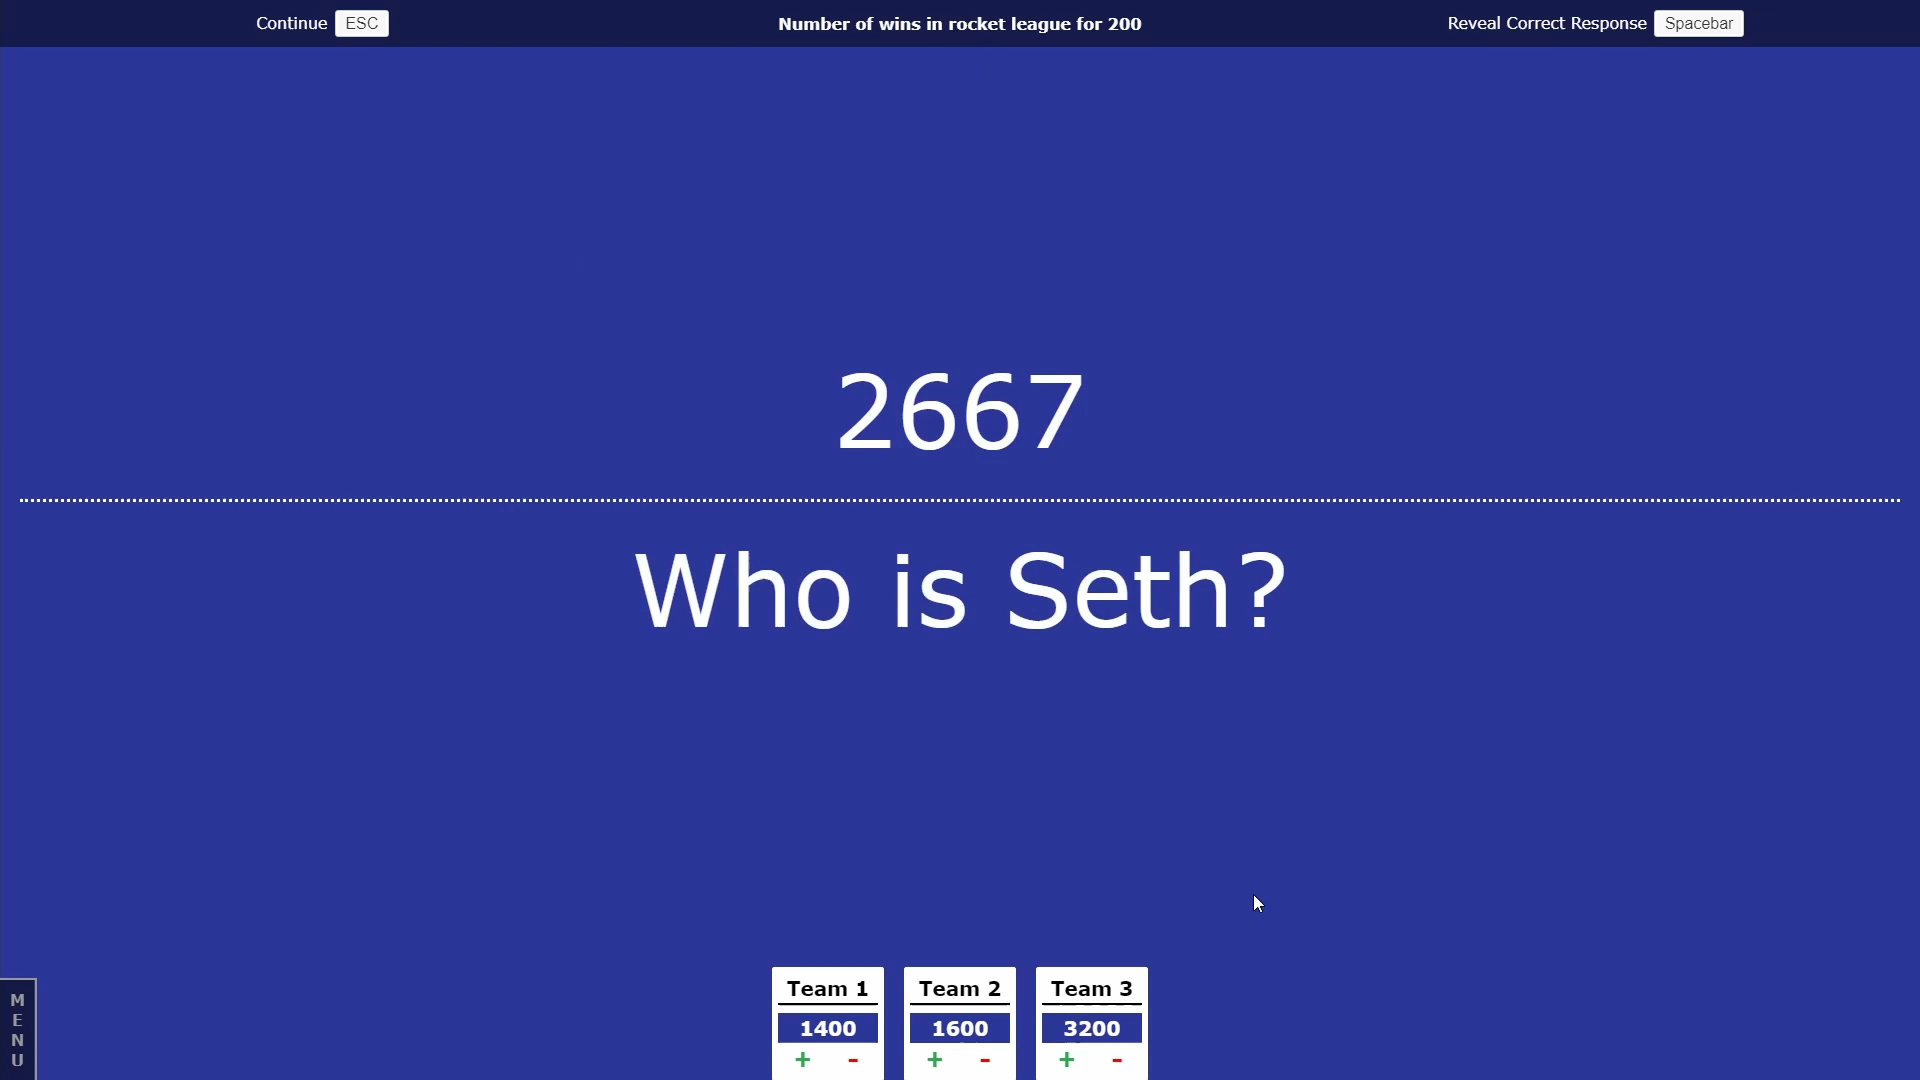 Continue ESC
Number of wins in rocket league for 200
Reveal Correct Response Spacebar
2667
Who is Seth?
MENU
Team 1 Team 2 Team 3
1400 1600 3200
+ - + - + -